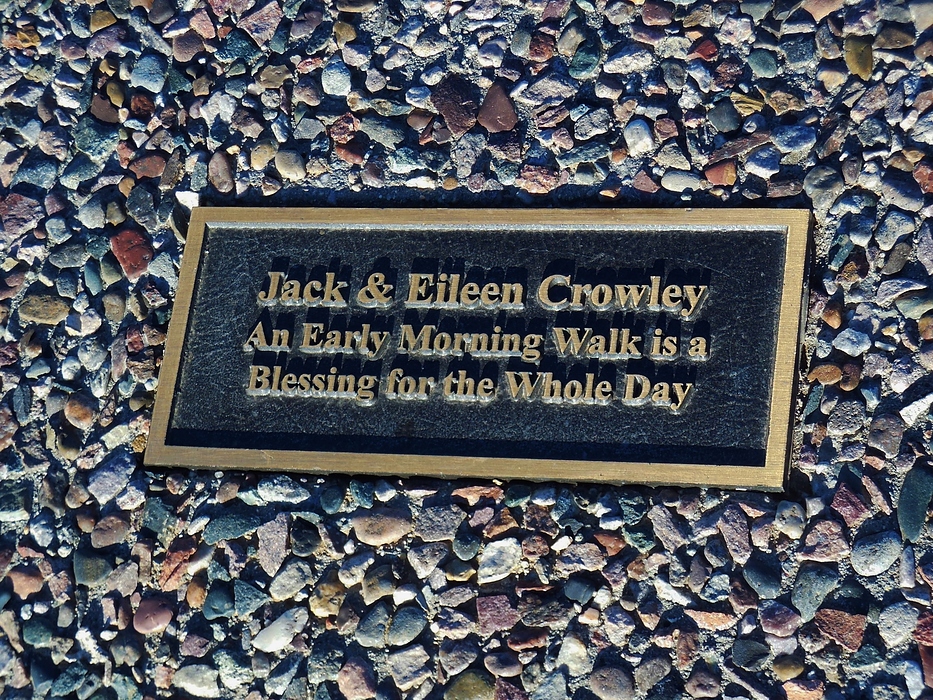 Jack & Eileen Crowley
An Early Morning Walk is a
Blessing for the Whole Day